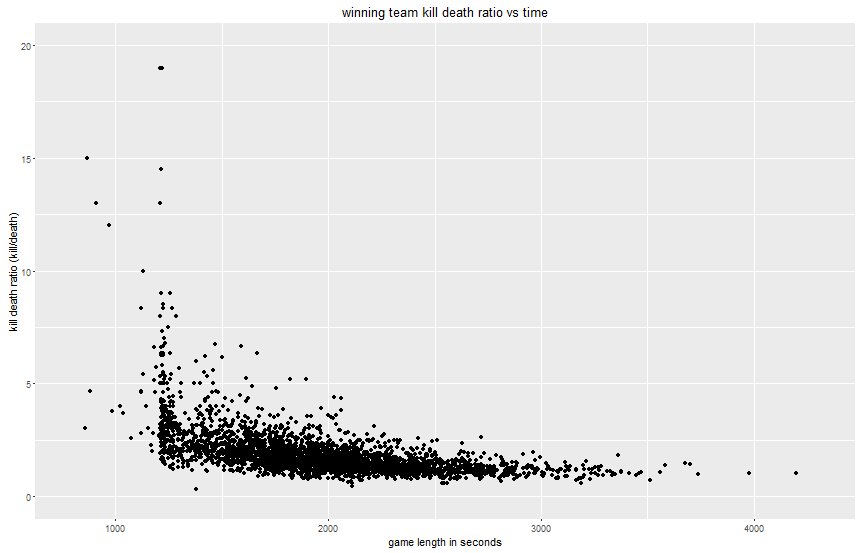 winning team kill death ratio vs time
20
15
10
5
0
kill death ratio (kill/death)
1000 2000 3000 4000
game length in seconds